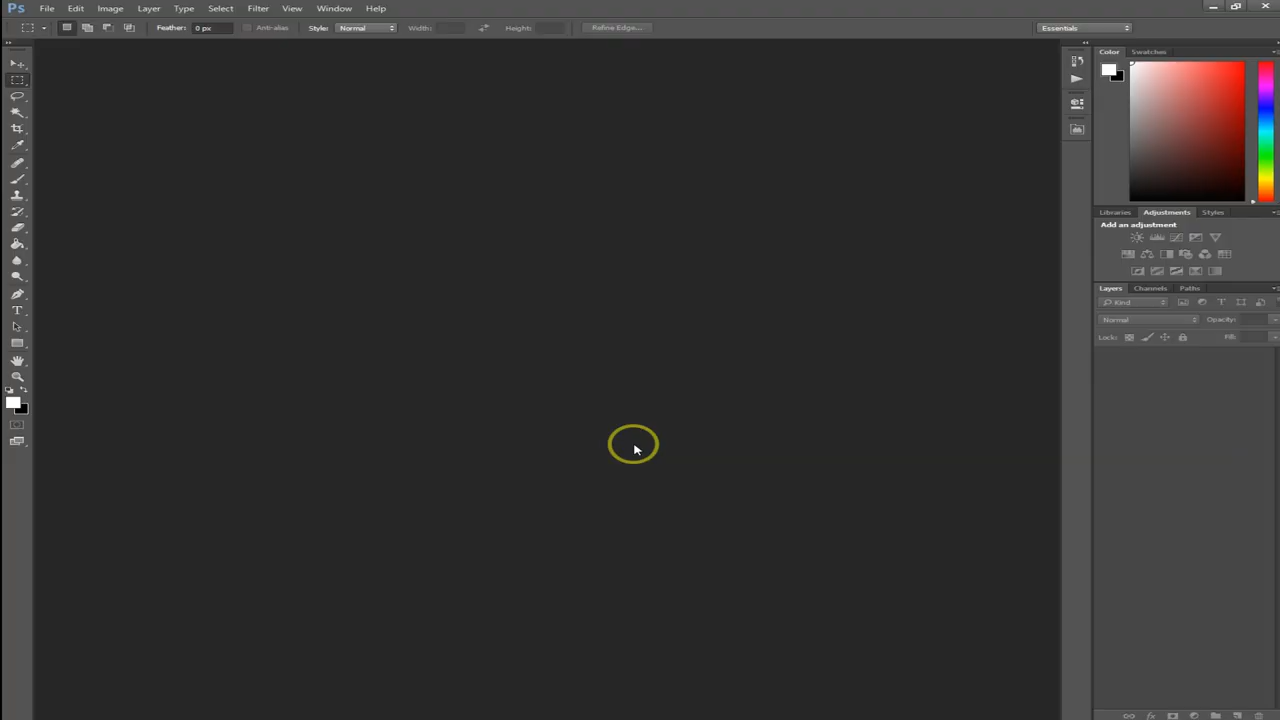 Ps File Edit Image Layer Type Select Filter View Window Help
Feather: 0 px Anti-alias Style: Normal Width: Height: Refine Edge... Essentials
Color Swatches
Libraries Adjustments Styles
Add an adjustment
Layers Channels Paths
Kind
Normal Opacity:
Lock: Fill: